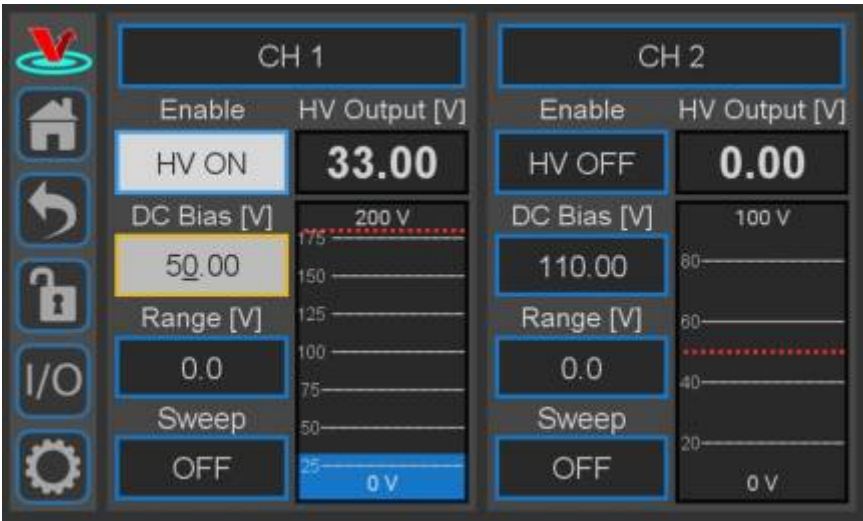 CH 1
Enable
HV Output [V]
HV ON
33.00
DC Bias [V]
200 V
175
50.00
150
Range [V]
125
0.0
100
75
Sweep
50
OFF
25
0 V
CH 2
Enable
HV Output [V]
HV OFF
0.00
DC Bias [V]
100 V
110.00
80
Range [V]
60
0.0
40
Sweep
20
OFF
0 V
I/O